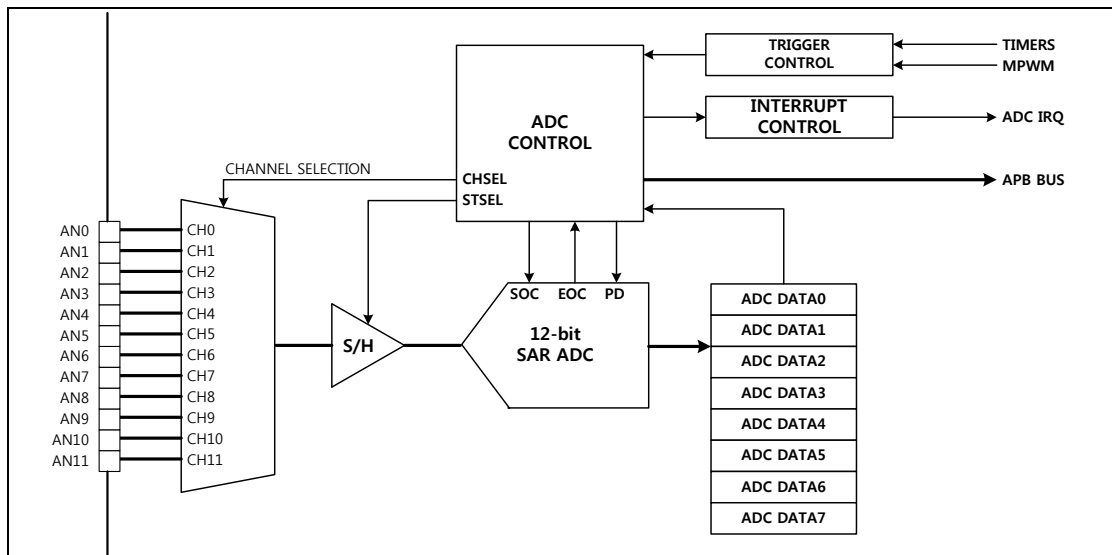 TRIGGER
CONTROL
TIMERS
MPWM
INTERRUPT
CONTROL
ADC IRQ
ADC
CONTROL
CHANNEL SELECTION
CHSEL
STSEL
APB BUS
AN0
AN1
AN2
AN3
AN4
AN5
AN6
AN7
AN8
AN9
AN10
AN11
CH0
CH1
CH2
CH3
CH4
CH5
CH6
CH7
CH8
CH9
CH10
CH11
S/H
SOC EOC PD
12-bit
SAR ADC
ADC DATA0
ADC DATA1
ADC DATA2
ADC DATA3
ADC DATA4
ADC DATA5
ADC DATA6
ADC DATA7